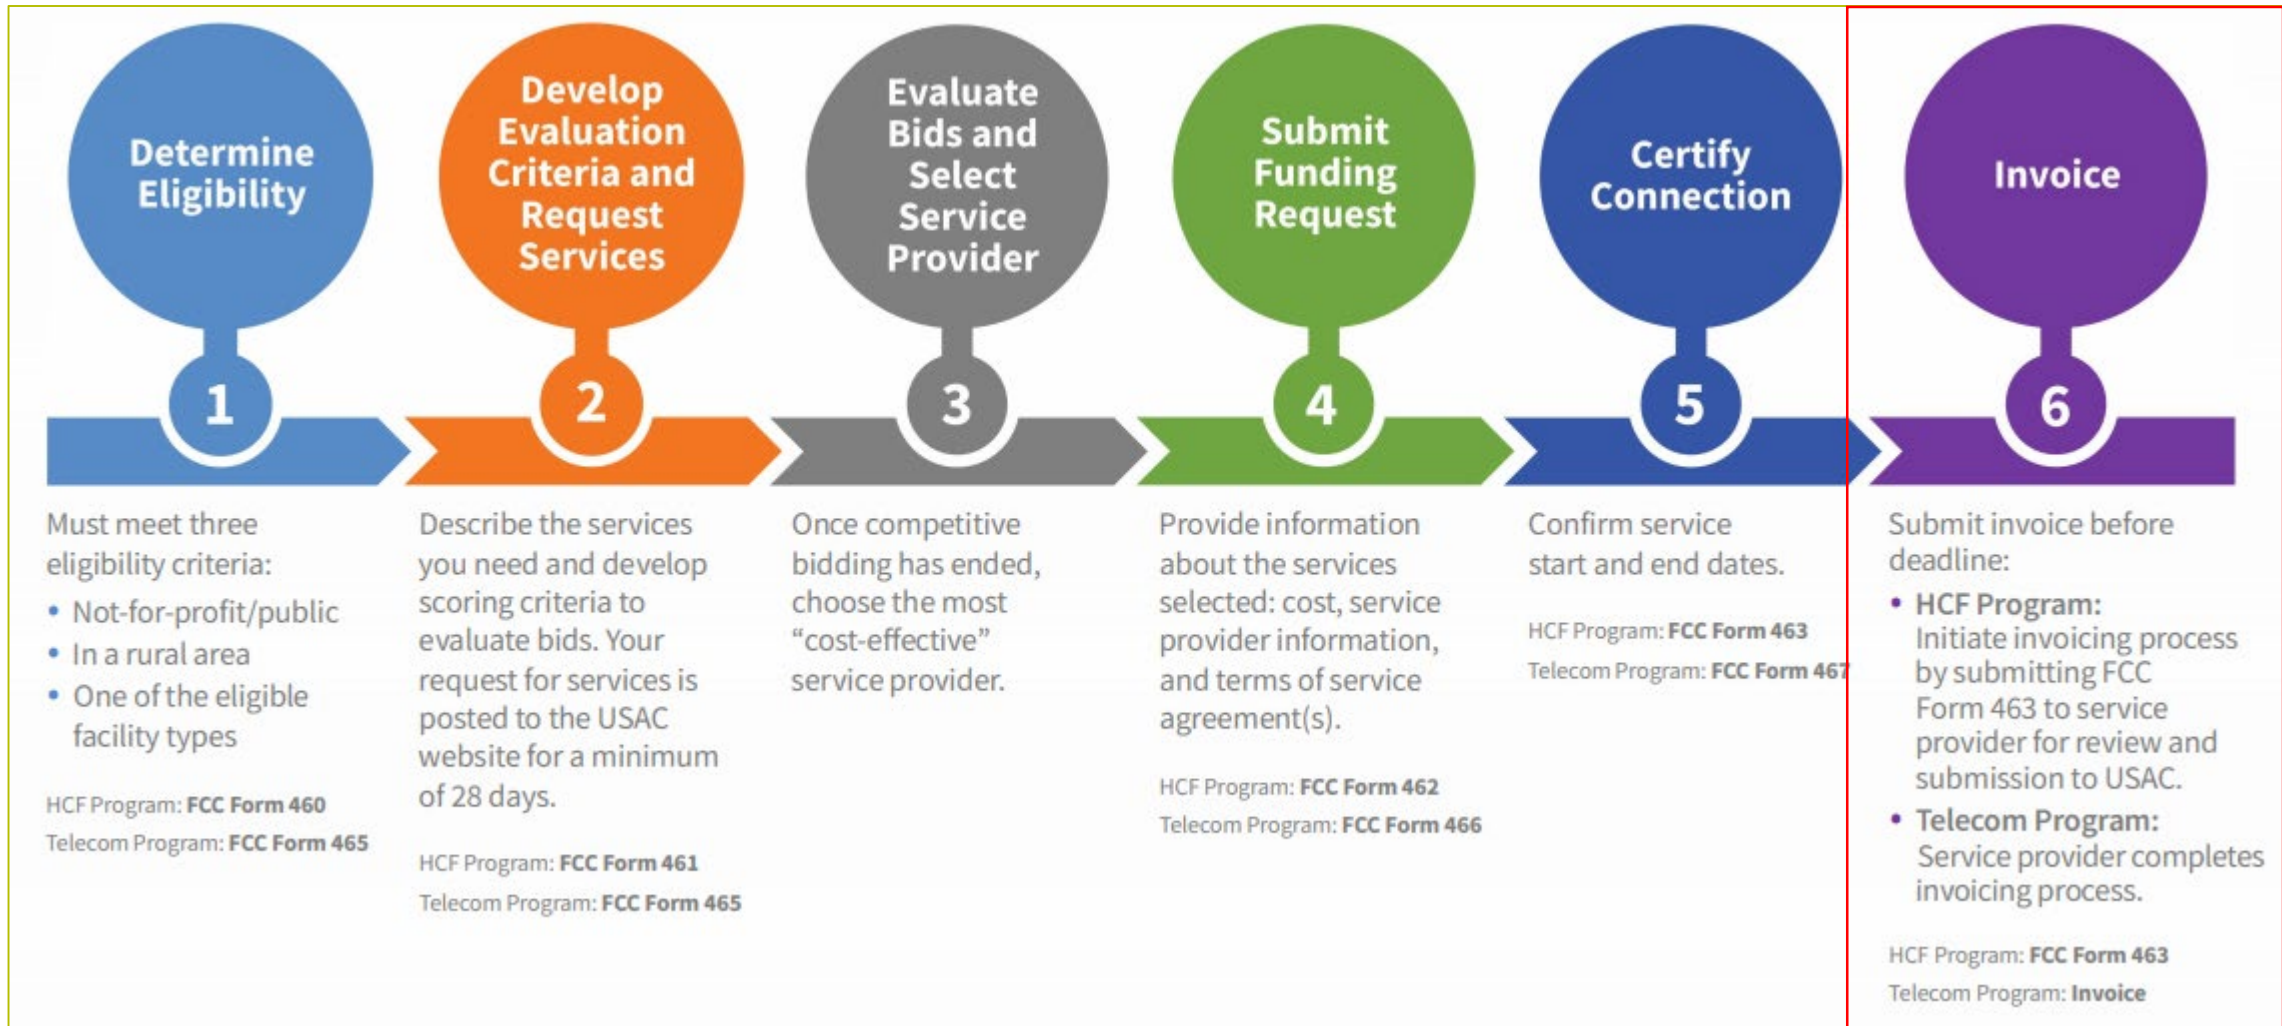 Determine
Eligibility
1
Must meet three
eligibility criteria:
• Not-for-profit/public
• In a rural area
• One of the eligible
facility types
HCF Program: FCC Form 460
Telecom Program: FCC Form 465
Develop
Evaluation
Criteria and
Request
Services
2
Describe the services
you need and develop
scoring criteria to
evaluate bids. Your
request for services is
posted to the USAC
website for a minimum
of 28 days.
HCF Program: FCC Form 461
Telecom Program: FCC Form 465
Evaluate
Bids and
Select
Service
Provider
3
Once competitive
bidding has ended,
choose the most
“cost-effective”
service provider.
Submit
Funding
Request
4
Provide information
about the services
selected: cost, service
provider information,
and terms of service
agreement(s).
HCF Program: FCC Form 462
Telecom Program: FCC Form 466
Certify
Connection
5
Confirm service
start and end dates.
HCF Program: FCC Form 463
Telecom Program: FCC Form 467
Invoice
6
Submit invoice before
deadline:
• HCF Program:
Initiate invoicing process
by submitting FCC
Form 463 to service
provider for review and
submission to USAC.
• Telecom Program:
Service provider completes
invoicing process.
HCF Program: FCC Form 463
Telecom Program: Invoice